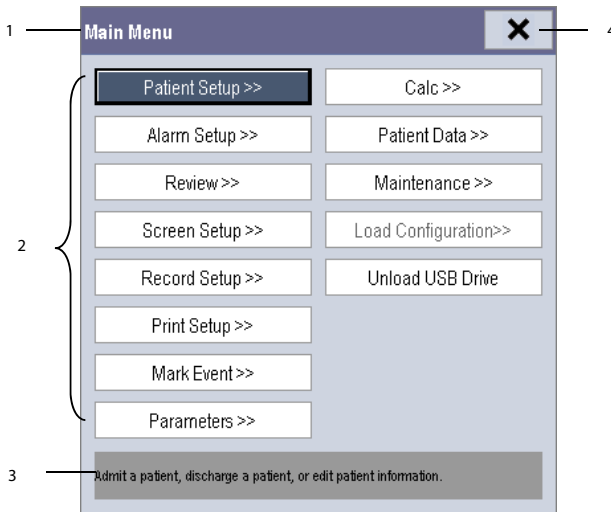 1 Main Menu 4
Patient Setup >> Calc >>
Alarm Setup >> Patient Data >>
Review >> Maintenance >>
2 Screen Setup >> Load Configuration>>
Record Setup >> Unload USB Drive
Print Setup >>
Mark Event >>
Parameters >>
3 Admit a patient, discharge a patient, or edit patient information.